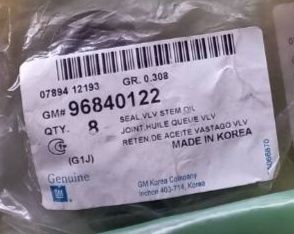 07894 12193 GR. 0.308
GM# 96840122
QTY. 8 SEAL,VLV STEM OIL
JOINT,HUILE QUEUE VLV
RETEN.DE ACEITE VASTAGO VLV
MADE IN KOREA
(G1J)
Genuine
GM
GM Korea Company
Incheon 403-714, Korea